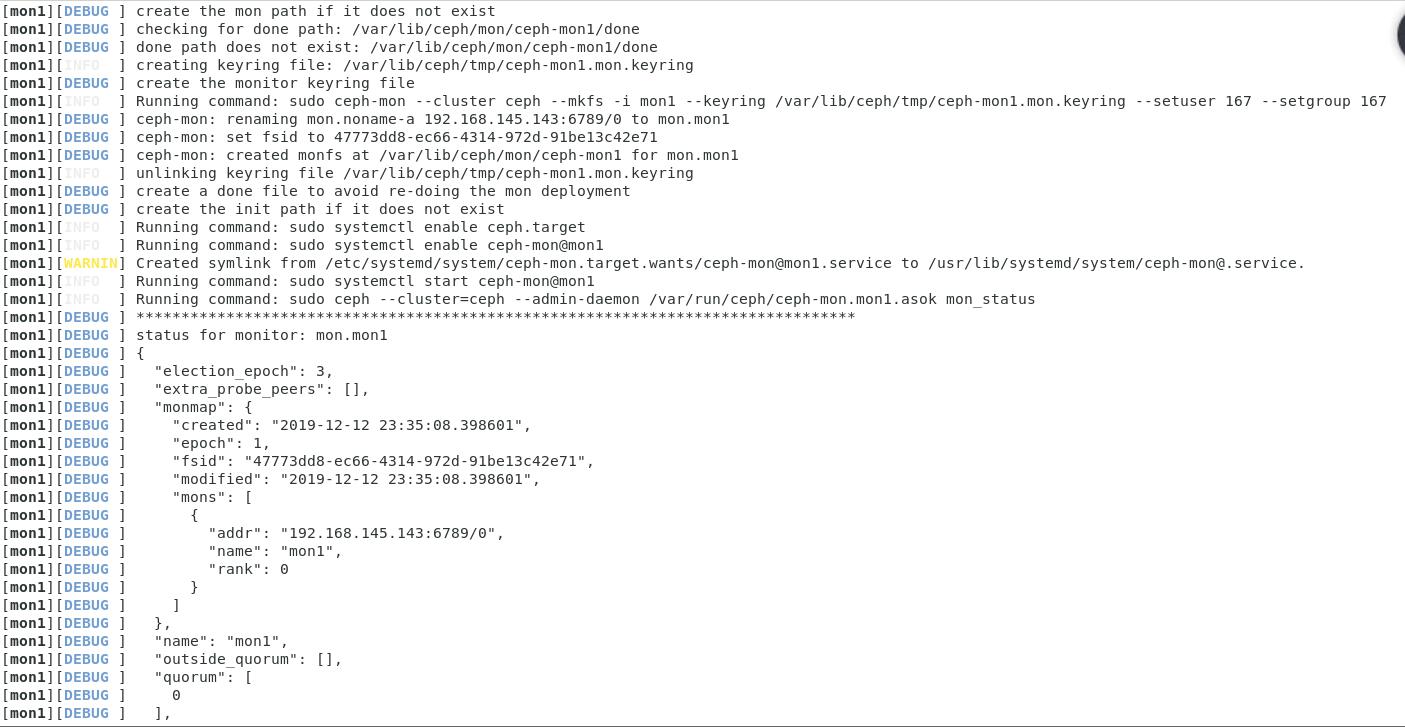 [mon1][DEBUG ] create the mon path if it does not exist
[mon1][DEBUG ] checking for done path: /var/lib/ceph/mon/ceph-mon1/done
[mon1][DEBUG ] done path does not exist: /var/lib/ceph/mon/ceph-mon1/done
[mon1][INFO  ] creating keyring file: /var/lib/ceph/tmp/ceph-mon1.mon.keyring
[mon1][DEBUG ] create the monitor keyring file
[mon1][INFO  ] Running command: sudo ceph-mon --cluster ceph --mkfs -i mon1 --keyring /var/lib/ceph/tmp/ceph-mon1.mon.keyring --setuser 167 --setgroup 167
[mon1][DEBUG ] ceph-mon: renaming mon.noname-a 192.168.145.143:6789/0 to mon.mon1
[mon1][DEBUG ] ceph-mon: set fsid to 47773dd8-ec66-4314-972d-91be13c42e71
[mon1][DEBUG ] ceph-mon: created monfs at /var/lib/ceph/mon/ceph-mon1 for mon.mon1
[mon1][INFO  ] unlinking keyring file /var/lib/ceph/tmp/ceph-mon1.mon.keyring
[mon1][DEBUG ] create a done file to avoid re-doing the mon deployment
[mon1][DEBUG ] create the init path if it does not exist
[mon1][INFO  ] Running command: sudo systemctl enable ceph.target
[mon1][INFO  ] Running command: sudo systemctl enable ceph-mon@mon1
[mon1][WARNIN] Created symlink from /etc/systemd/system/ceph-mon.target.wants/ceph-mon@mon1.service to /usr/lib/systemd/system/ceph-mon@.service.
[mon1][INFO  ] Running command: sudo systemctl start ceph-mon@mon1
[mon1][INFO  ] Running command: sudo ceph --cluster=ceph --admin-daemon /var/run/ceph/ceph-mon.mon1.asok mon_status
[mon1][DEBUG ] ********************************************************************************
[mon1][DEBUG ] status for monitor: mon.mon1
[mon1][DEBUG ] {
[mon1][DEBUG ]   "election_epoch": 3,
[mon1][DEBUG ]   "extra_probe_peers": [],
[mon1][DEBUG ]   "monmap": {
[mon1][DEBUG ]     "created": "2019-12-12 23:35:08.398601",
[mon1][DEBUG ]     "epoch": 1,
[mon1][DEBUG ]     "fsid": "47773dd8-ec66-4314-972d-91be13c42e71",
[mon1][DEBUG ]     "modified": "2019-12-12 23:35:08.398601",
[mon1][DEBUG ]     "mons": [
[mon1][DEBUG ]       {
[mon1][DEBUG ]         "addr": "192.168.145.143:6789/0",
[mon1][DEBUG ]         "name": "mon1",
[mon1][DEBUG ]         "rank": 0
[mon1][DEBUG ]       }
[mon1][DEBUG ]     ]
[mon1][DEBUG ]   },
[mon1][DEBUG ]   "name": "mon1",
[mon1][DEBUG ]   "outside_quorum": [],
[mon1][DEBUG ]   "quorum": [
[mon1][DEBUG ]     0
[mon1][DEBUG ]   ],